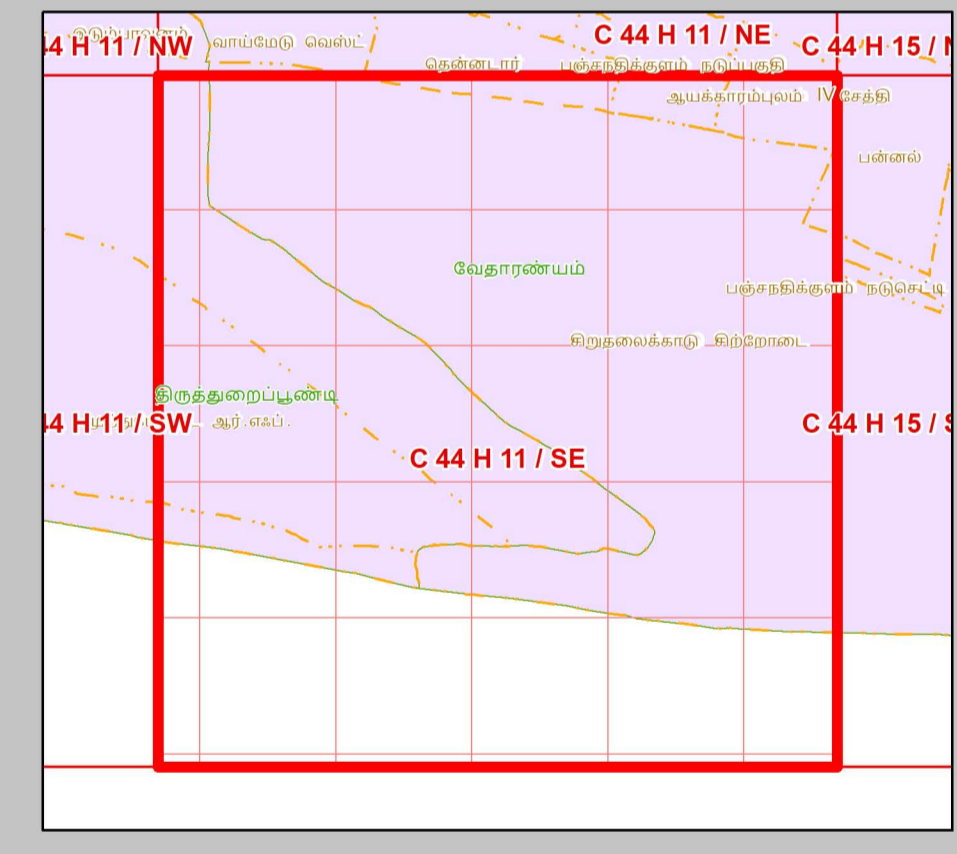 C 44 H 11 / NE
வாய்மேடு வெஸ்ட்
44 H 11 / NW
C 44 H 15 /
தென்னடார்
பஞ்சநதிக்குளம் நடுப்பகுதி
ஆயக்காரம்புலம் IV சேத்தி
பன்னல்
வேதாரண்யம்
பஞ்சநதிக்குளம் நடுசெட்டி
சிறுதலைக்காடு கிற்றோடை
திருத்துறைப்பூண்டி
44 H 11 / SW
ஆர்.எஃப்.
C 44 H 15 /
C 44 H 11 / SE